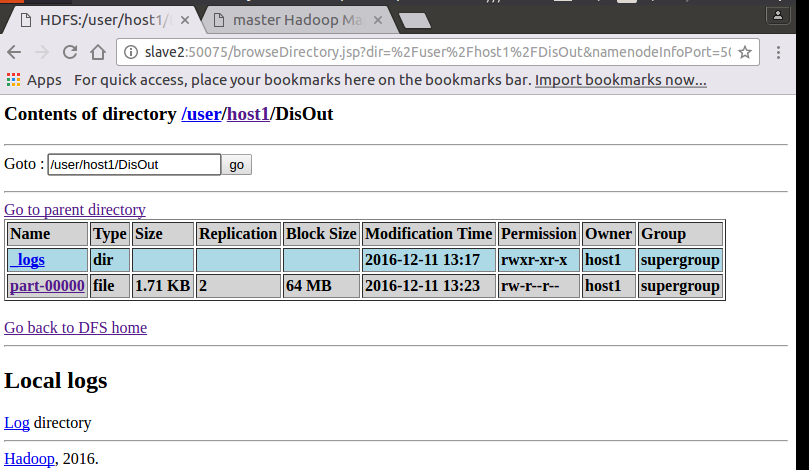 HDFS:/user/host1/
master Hadoop Ma
slave2:50075/browseDirectory.jsp?dir=%2Fuser%2Fhost1%2FDisOut&namenodeInfoPort=50
Apps For quick access, place your bookmarks here on the bookmarks bar. Import bookmarks now...
Contents of directory /user/host1/DisOut
Goto : /user/host1/DisOut go
Go to parent directory
Name Type Size Replication Block Size Modification Time Permission Owner Group
_logs dir 2016-12-11 13:17 rwxr-xr-x host1 supergroup
part-00000 file 1.71 KB 2 64 MB 2016-12-11 13:23 rw-r--r-- host1 supergroup
Go back to DFS home
Local logs
Log directory
Hadoop, 2016.